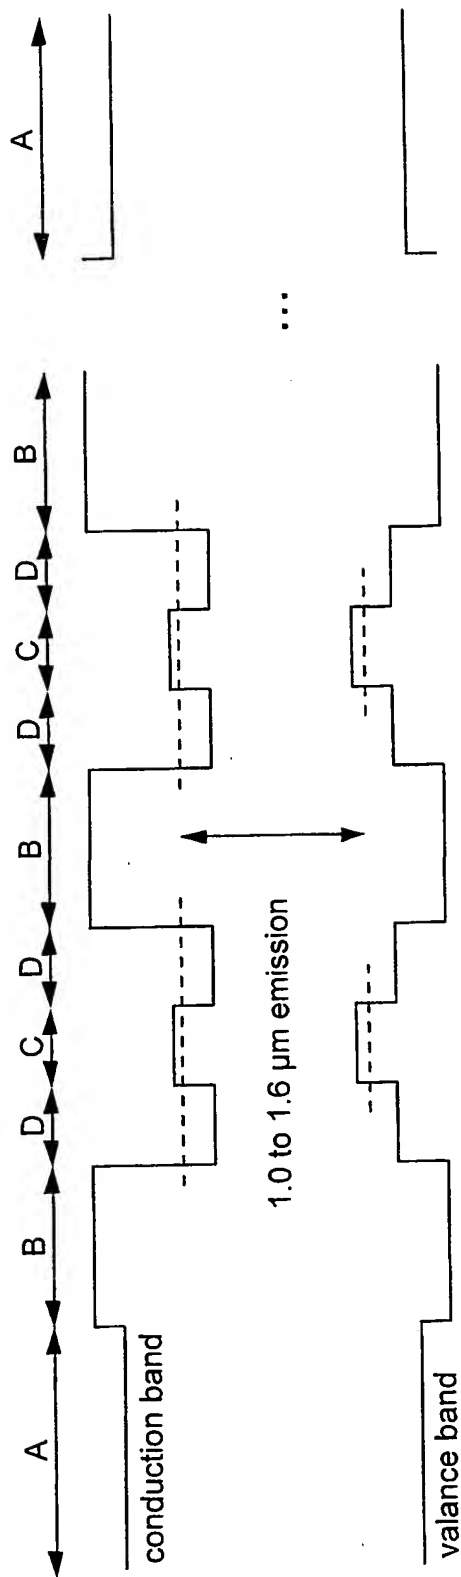 A B D C D B D C D B A
conduction band
1.0 to 1.6 µm emission
...
valance band